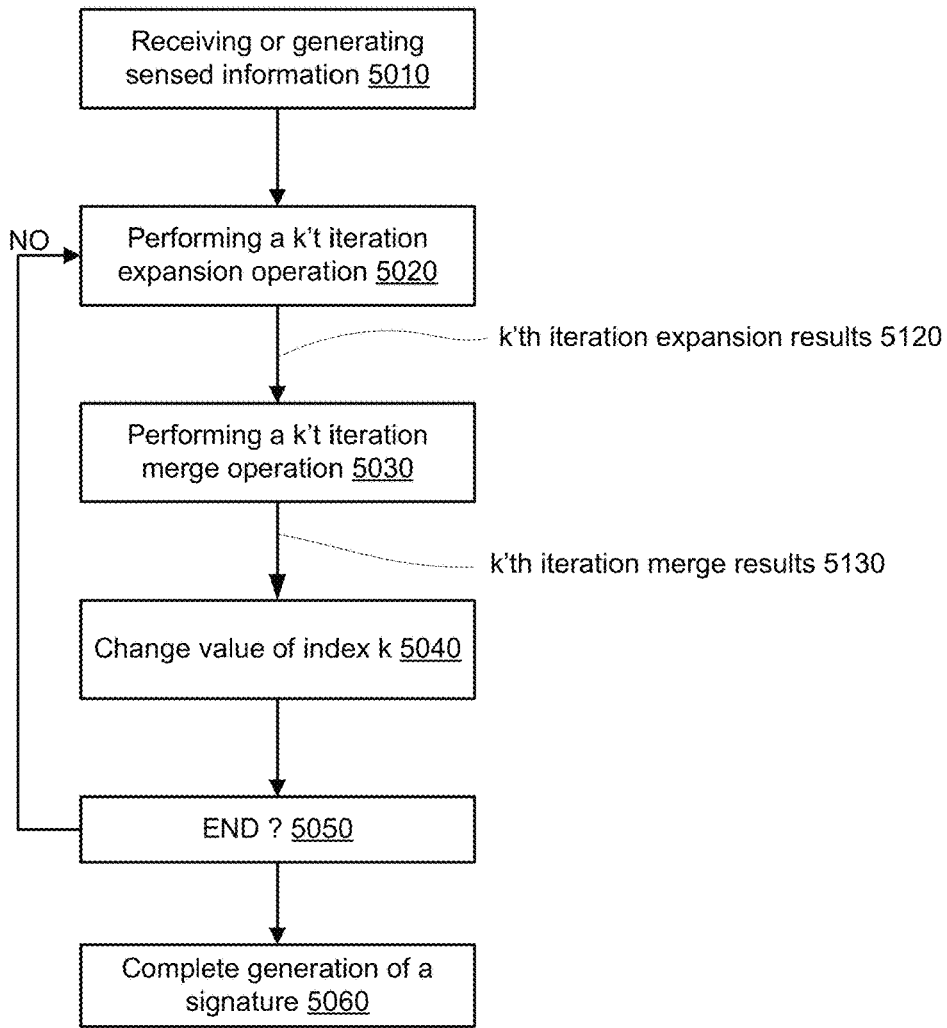 Receiving or generating
sensed information 5010
NO
Performing a k't iteration
expansion operation 5020
k'th iteration expansion results 5120
Performing a k't iteration
merge operation 5030
k'th iteration merge results 5130
Change value of index k 5040
END ? 5050
Complete generation of a
signature 5060